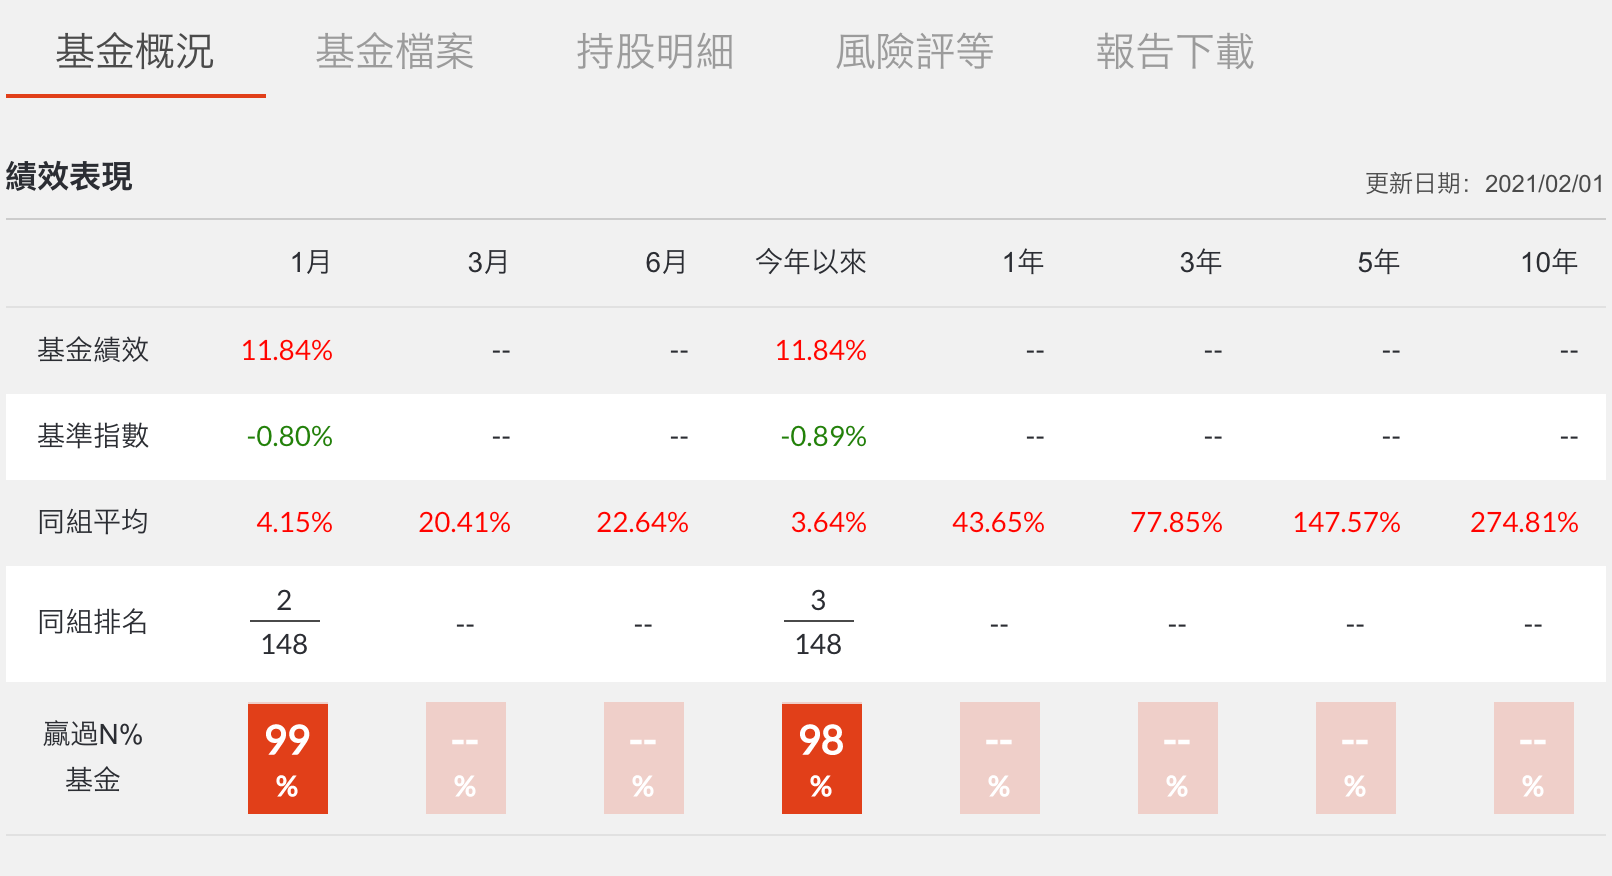 基金概況 基金檔案 持股明細 風險評等 報告下載
績效表現 更新日期：2021/02/01
1月 3月 6月 今年以來 1年 3年 5年 10年
基金績效 11.84% -- -- 11.84% -- -- -- --
基準指數 -0.80% -- -- -0.89% -- -- -- --
同組平均 4.15% 20.41% 22.64% 3.64% 43.65% 77.85% 147.57% 274.81%
2 3
同組排名 -- -- -- -- -- --
148 148
贏過N% 99 -- -- 98 -- -- -- --
基金 % % % % % % % %